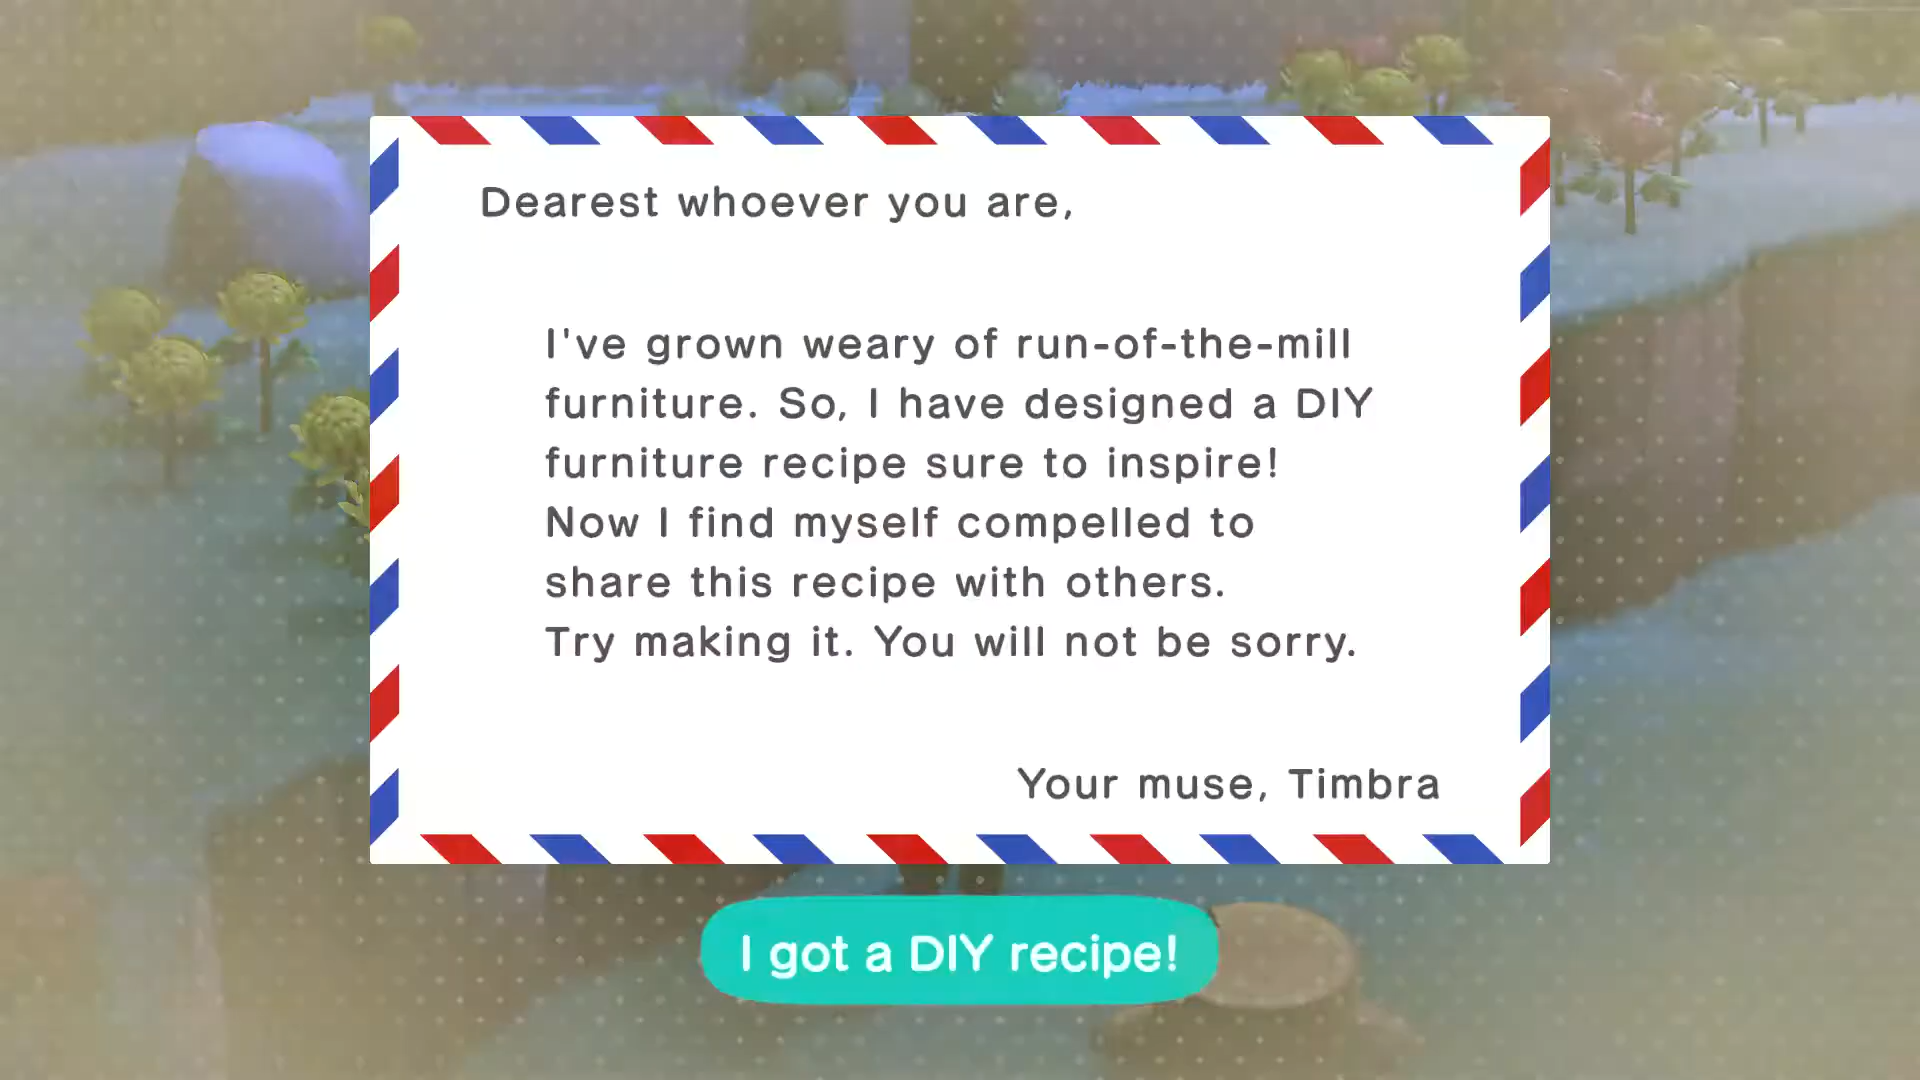 Dearest whoever you are,
I've grown weary of run-of-the-mill
furniture. So, I have designed a DIY
furniture recipe sure to inspire!
Now I find myself compelled to
share this recipe with others.
Try making it. You will not be sorry.
Your muse, Timbra
I got a DIY recipe!